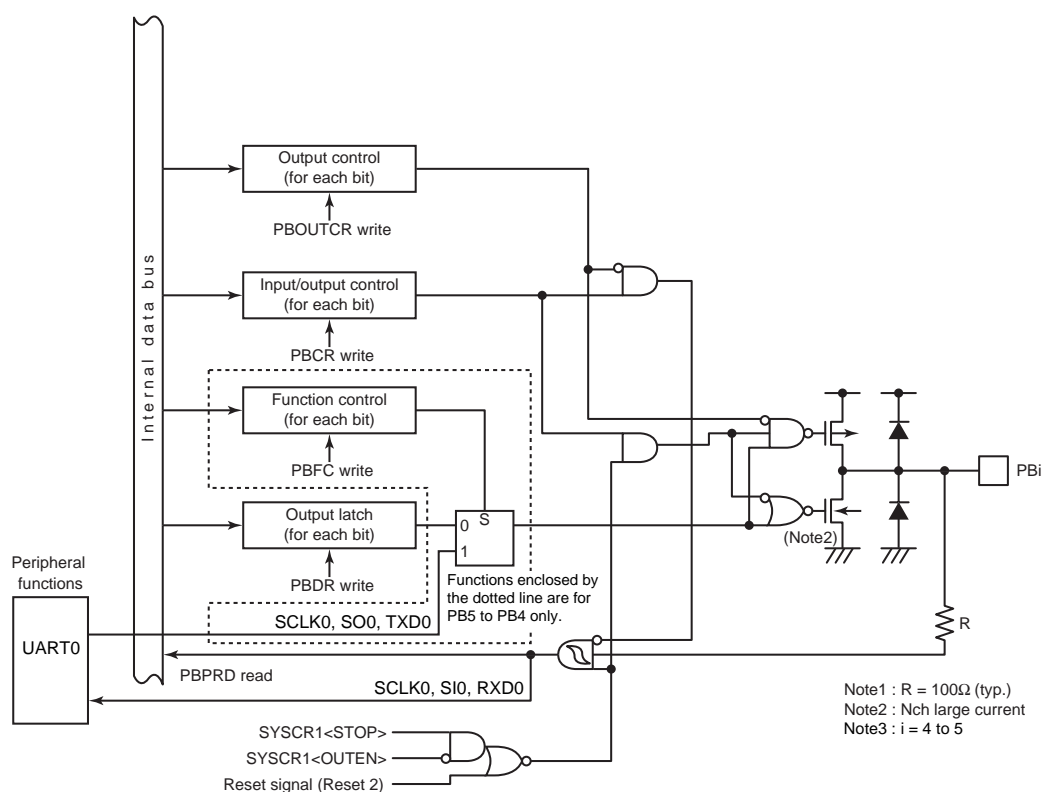 Internal data bus
Output control
(for each bit)
PBOUTCR write
Input/output control
(for each bit)
PBCR write
Function control
(for each bit)
PBFC write
Output latch
(for each bit)
PBDR write
0
S
1
Functions enclosed by
the dotted line are for
PB5 to PB4 only.
PBi
(Note2)
R
Peripheral
functions
UART0
SCLK0, SO0, TXD0
PBPRD read
SCLK0, SI0, RXD0
SYSCR1<STOP>
SYSCR1<OUTEN>
Reset signal (Reset 2)
Note1 : R = 100Ω (typ.)
Note2 : Nch large current
Note3 : i = 4 to 5